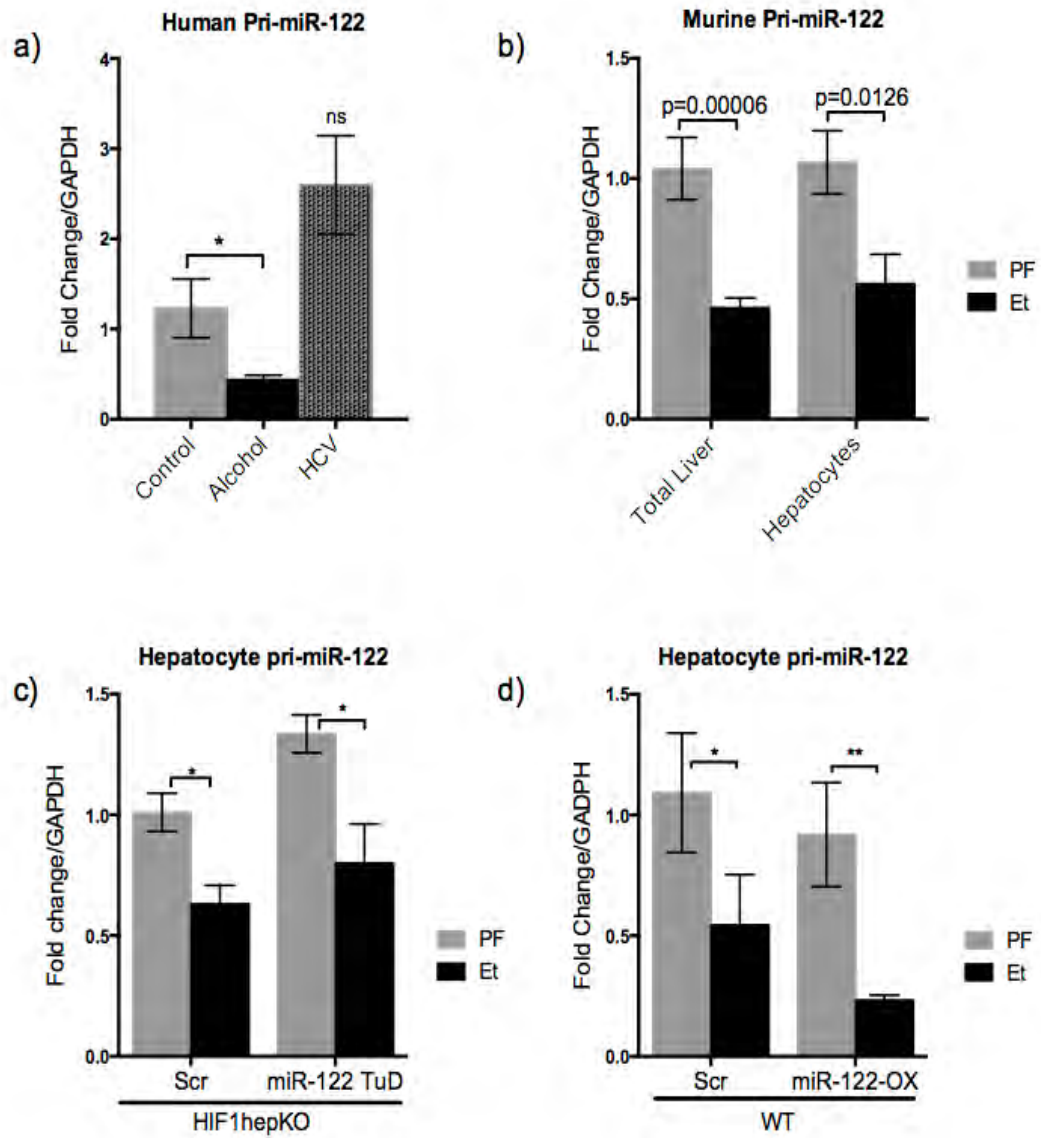 a)
Human Pri-miR-122
Fold Change/GAPDH
4
3
2
1
0
*
ns
Control
Alcohol
HCV
b)
Murine Pri-miR-122
Fold Change/GAPDH
1.5
1.0
0.5
0.0
p=0.00006
p=0.0126
Total Liver
Hepatocytes
PF
Et
c)
Hepatocyte pri-miR-122
Fold change/GAPDH
1.5
1.0
0.5
0.0
*
*
Scr
miR-122 TuD
HIF1hepKO
PF
Et
d)
Hepatocyte pri-miR-122
Fold Change/GADPH
1.5
1.0
0.5
0.0
*
**
Scr
miR-122-OX
WT
PF
Et